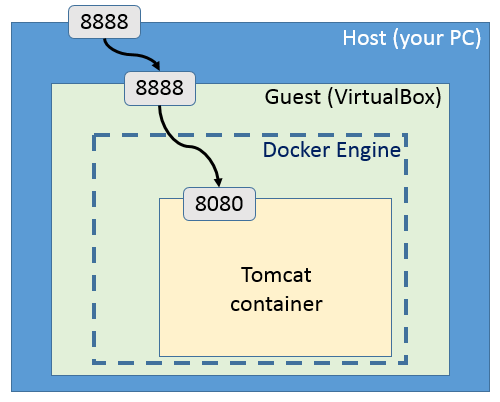 8888
Host (your PC)
8888
Guest (VirtualBox)
Docker Engine
8080
Tomcat
container